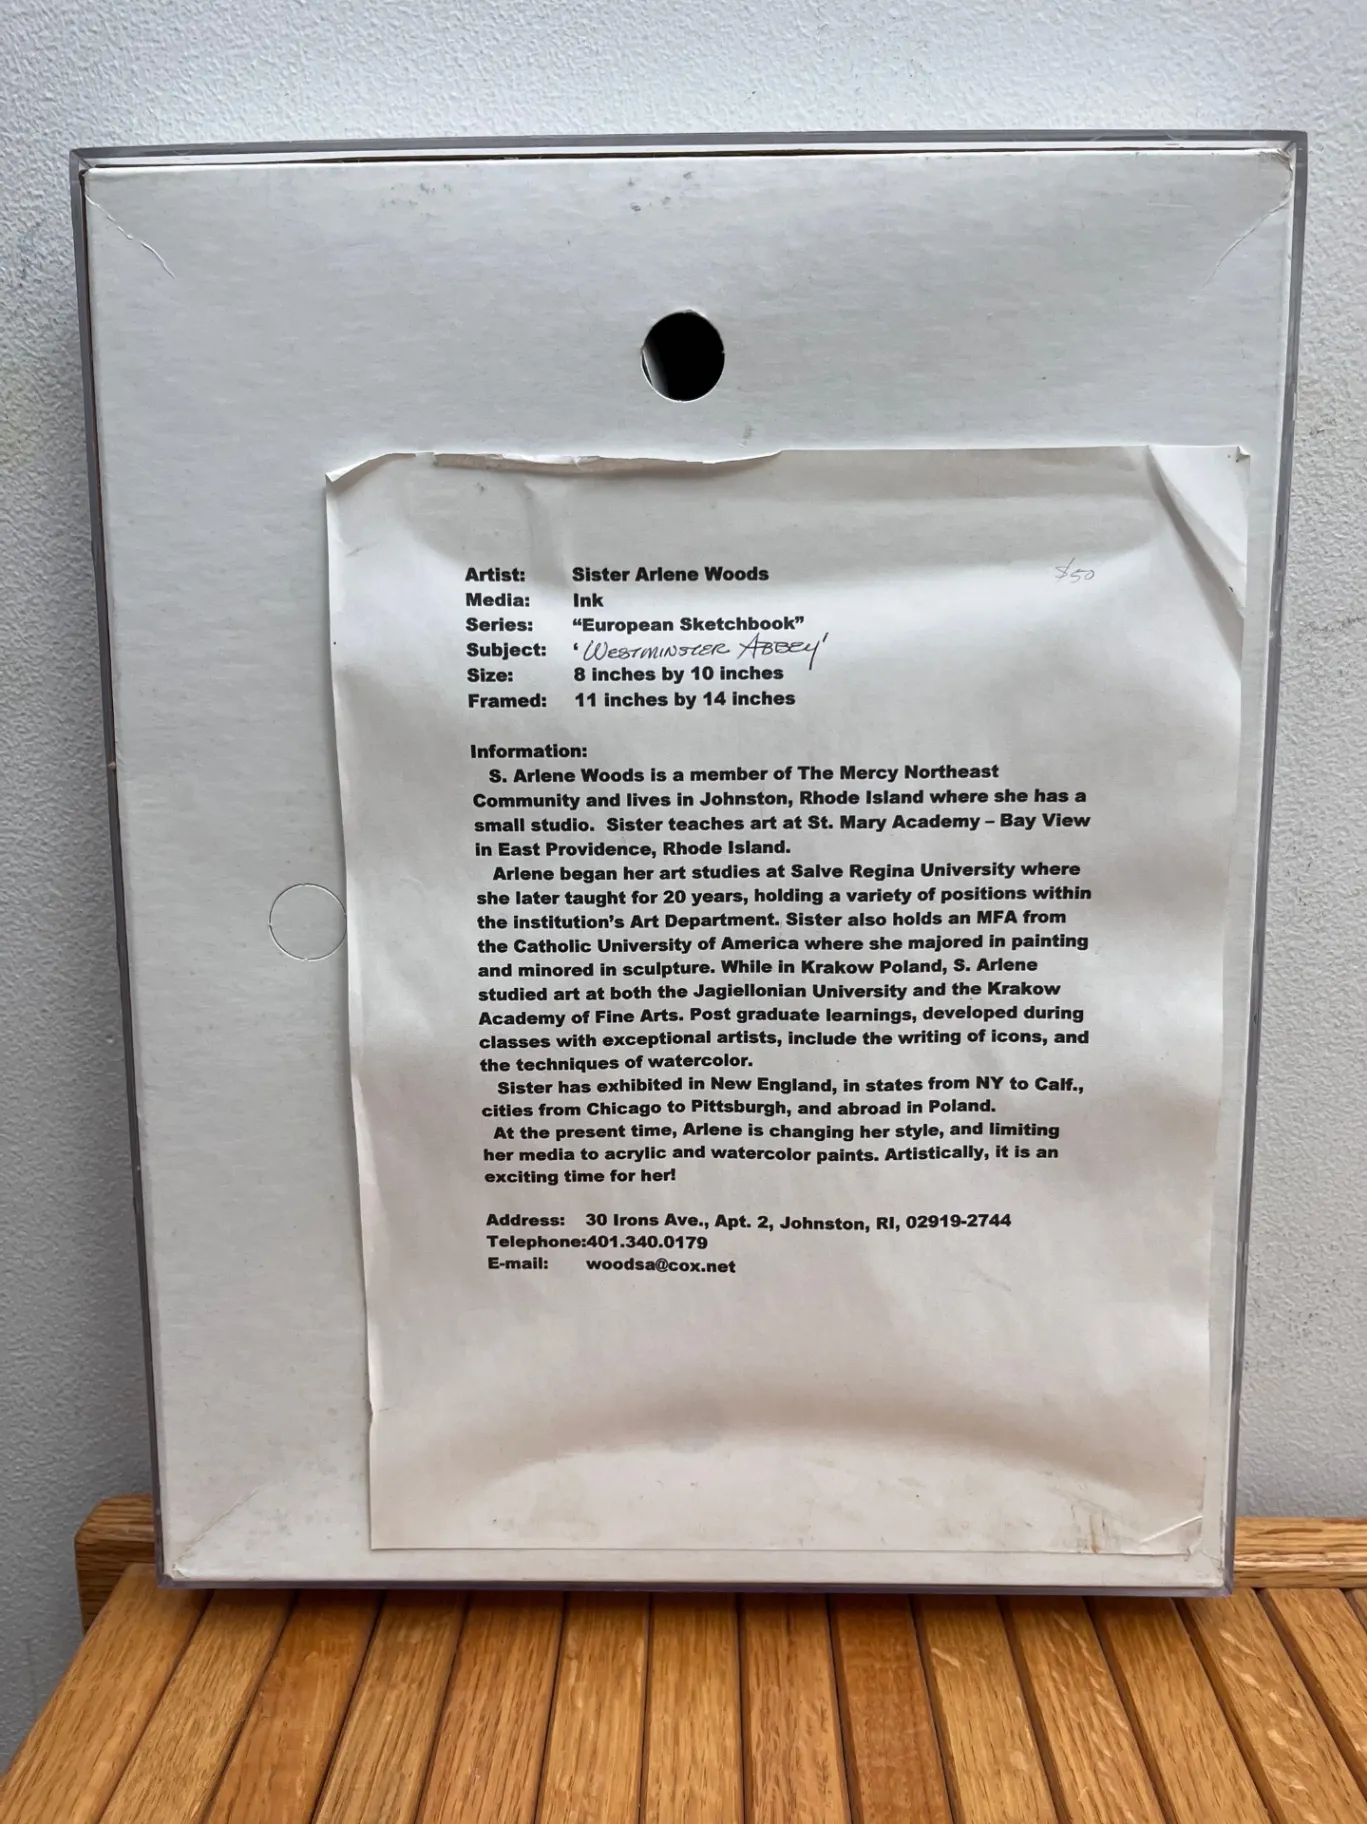 Artist: Sister Arlene Woods $50
Media: Ink
Series: “European Sketchbook”
Subject: ‘Westminster Abbey’
Size: 8 inches by 10 inches
Framed: 11 inches by 14 inches
Information:
S. Arlene Woods is a member of The Mercy Northeast
Community and lives in Johnston, Rhode Island where she has a
small studio. Sister teaches art at St. Mary Academy – Bay View
in East Providence, Rhode Island.
Arlene began her art studies at Salve Regina University where
she later taught for 20 years, holding a variety of positions within
the institution’s Art Department. Sister also holds an MFA from
the Catholic University of America where she majored in painting
and minored in sculpture. While in Krakow Poland, S. Arlene
studied art at both the Jagiellonian University and the Krakow
Academy of Fine Arts. Post graduate learnings, developed during
classes with exceptional artists, include the writing of icons, and
the techniques of watercolor.
Sister has exhibited in New England, in states from NY to Calf.,
cities from Chicago to Pittsburgh, and abroad in Poland.
At the present time, Arlene is changing her style, and limiting
her media to acrylic and watercolor paints. Artistically, it is an
exciting time for her!
Address: 30 Irons Ave., Apt. 2, Johnston, RI, 02919-2744
Telephone:401.340.0179
E-mail: woodsa@cox.net